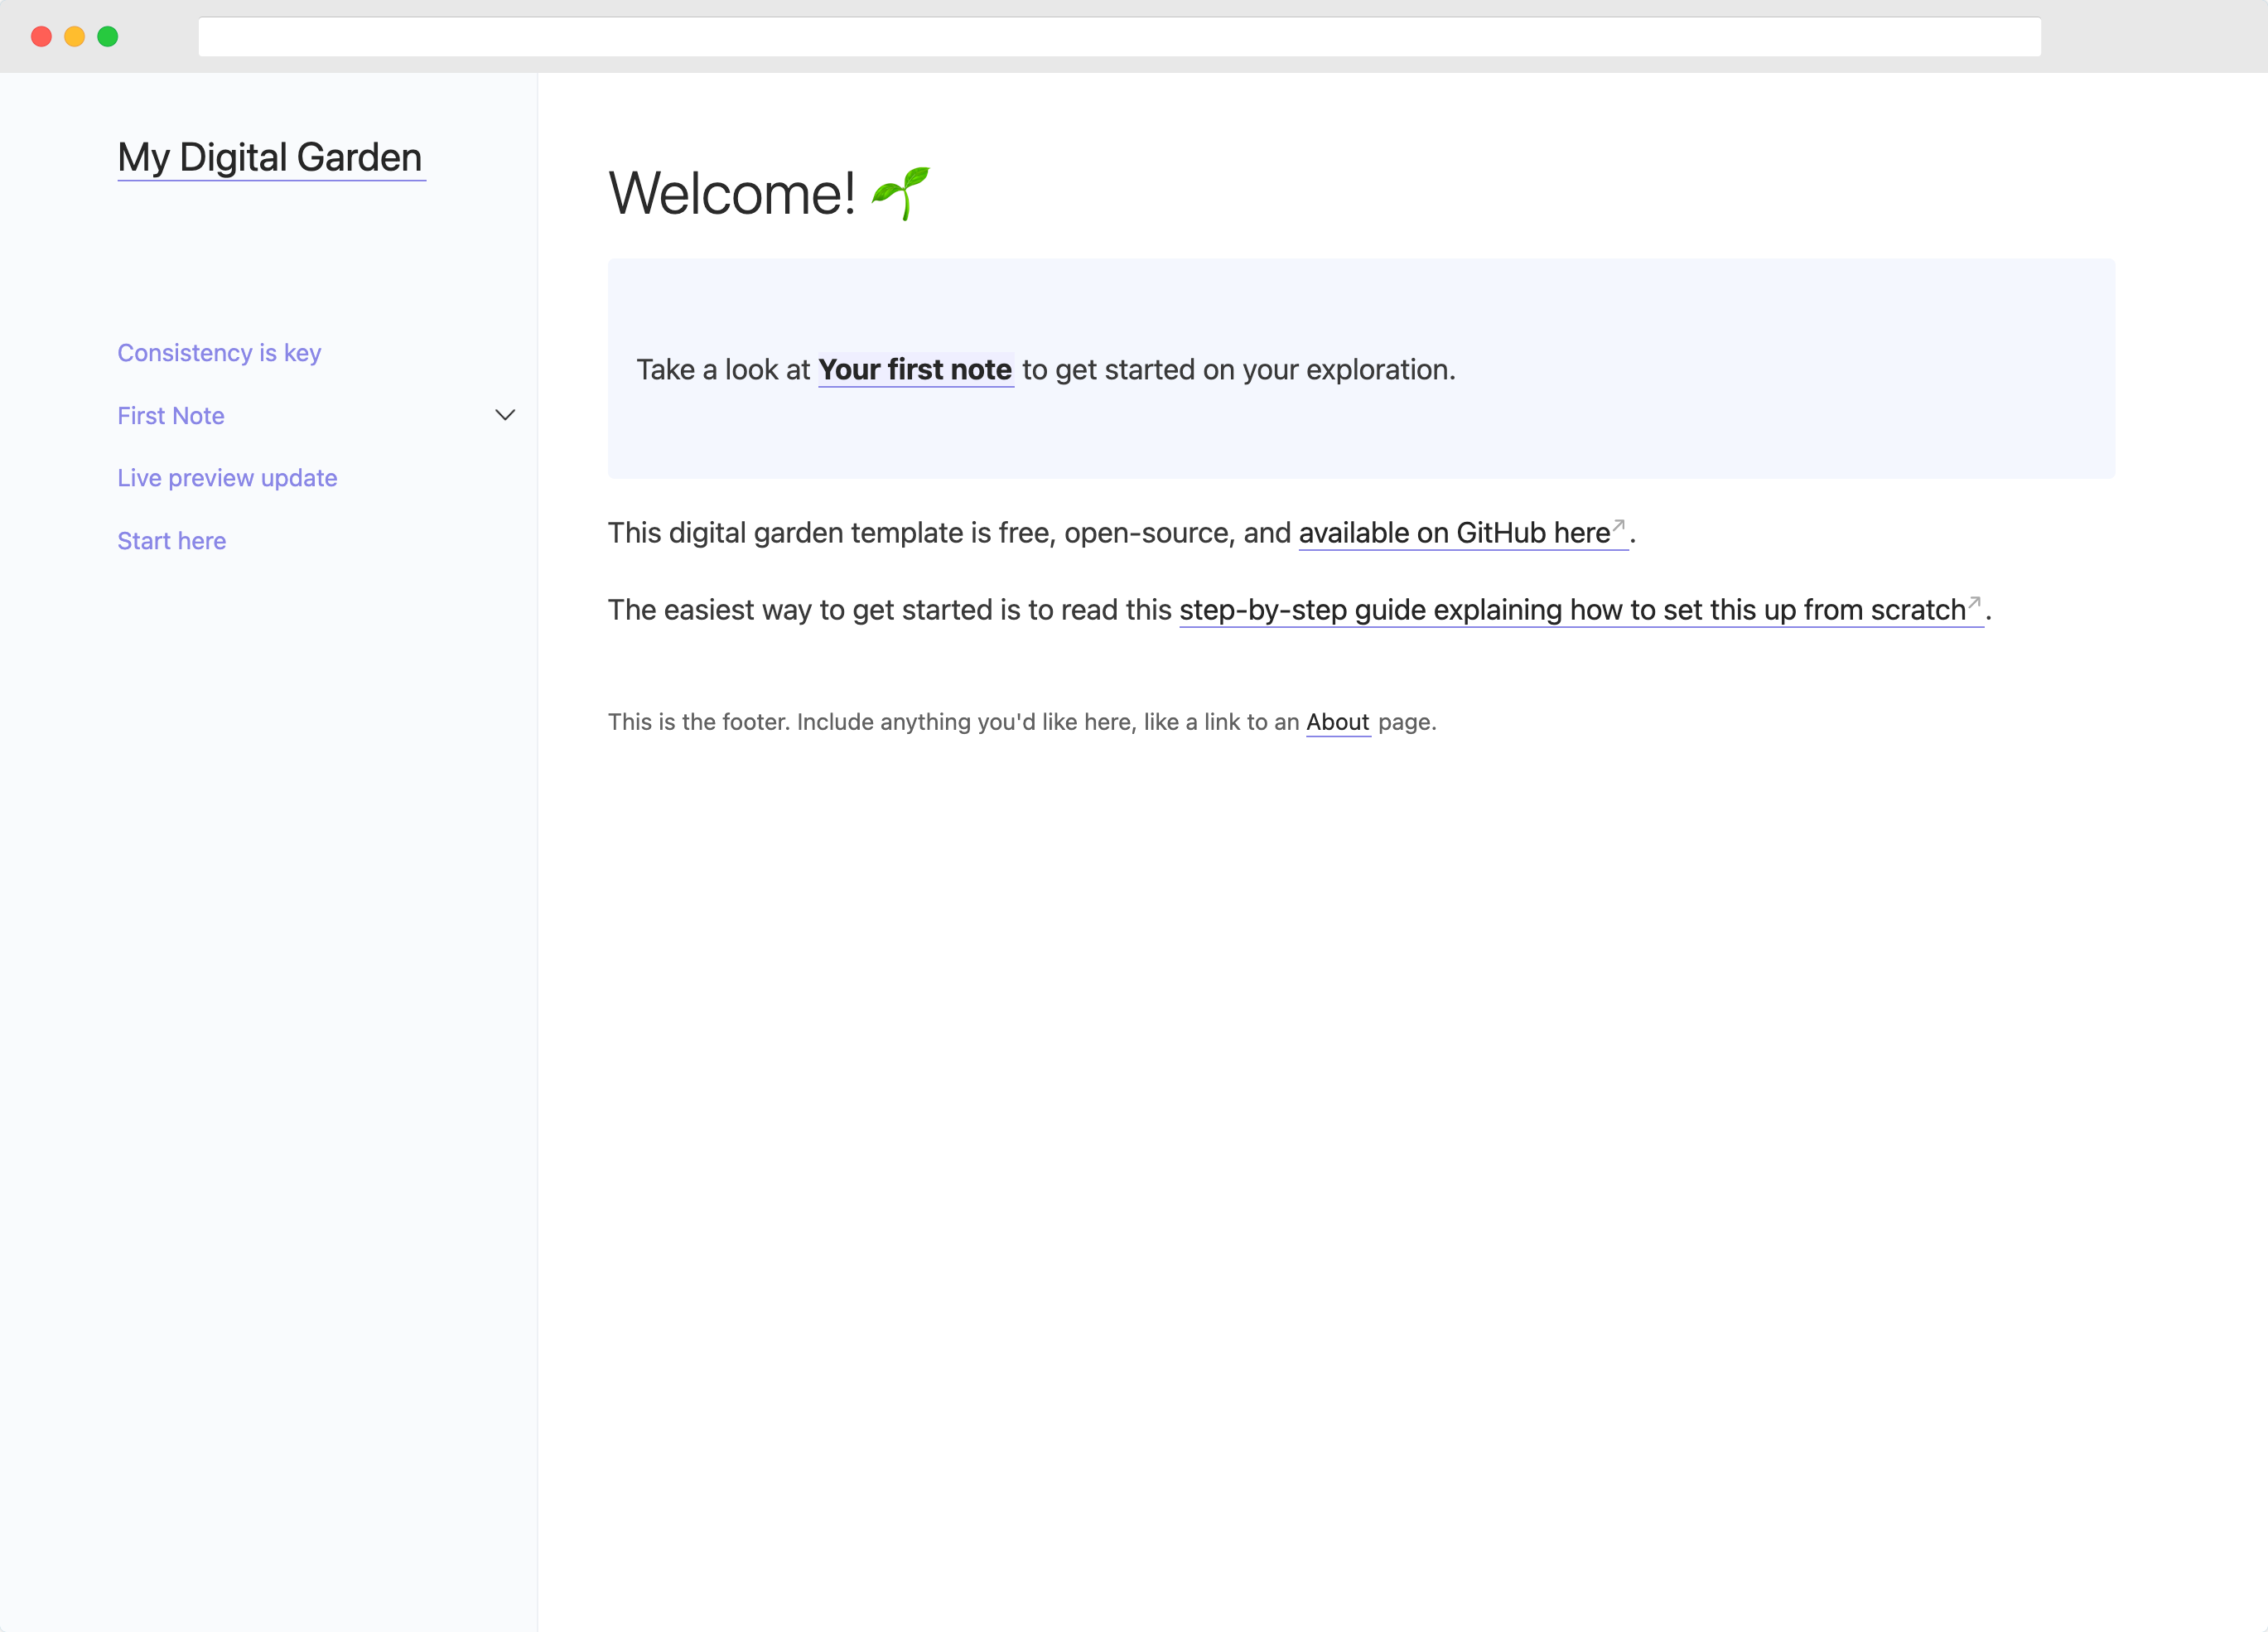 My Digital Garden
Consistency is key
First Note
Live preview update
Start here
Welcome! 🌱
Take a look at Your first note to get started on your exploration.
This digital garden template is free, open-source, and available on GitHub here↗.
The easiest way to get started is to read this step-by-step guide explaining how to set this up from scratch↗.
This is the footer. Include anything you'd like here, like a link to an About page.